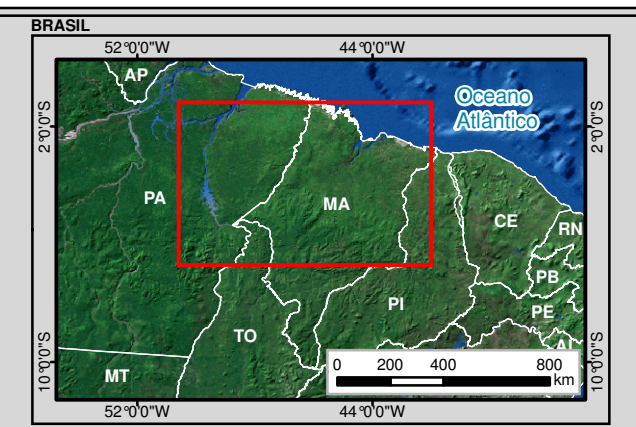 BRASIL
52°0'0"W 44°0'0"W
AP
Oceano
Atlântico
2°0'0"S 2°0'0"S
PA
MA
CE
RN
PB
PI
PE
TO
AL
MT
0 200 400 800
km
10°0'0"S 10°0'0"S
52°0'0"W 44°0'0"W